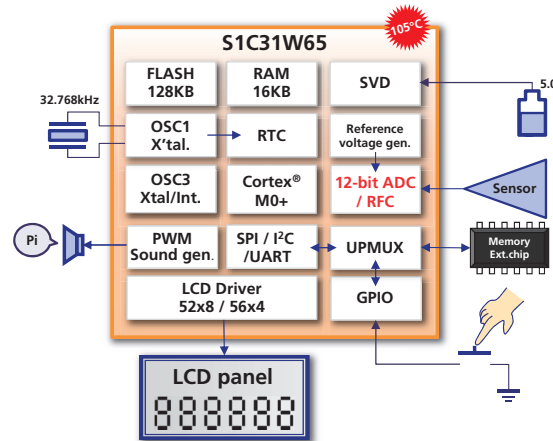 S1C31W65
105°C
FLASH
128KB
RAM
16KB
SVD
5.0
32.768kHz
OSC1
X'tal.
RTC
Reference
voltage gen.
OSC3
Xtal/Int.
Cortex®
M0+
12-bit ADC
/ RFC
Sensor
Pi
PWM
Sound gen.
SPI / I²C
/UART
UPMUX
Memory
Ext.chip
LCD Driver
52x8 / 56x4
GPIO
LCD panel
888888